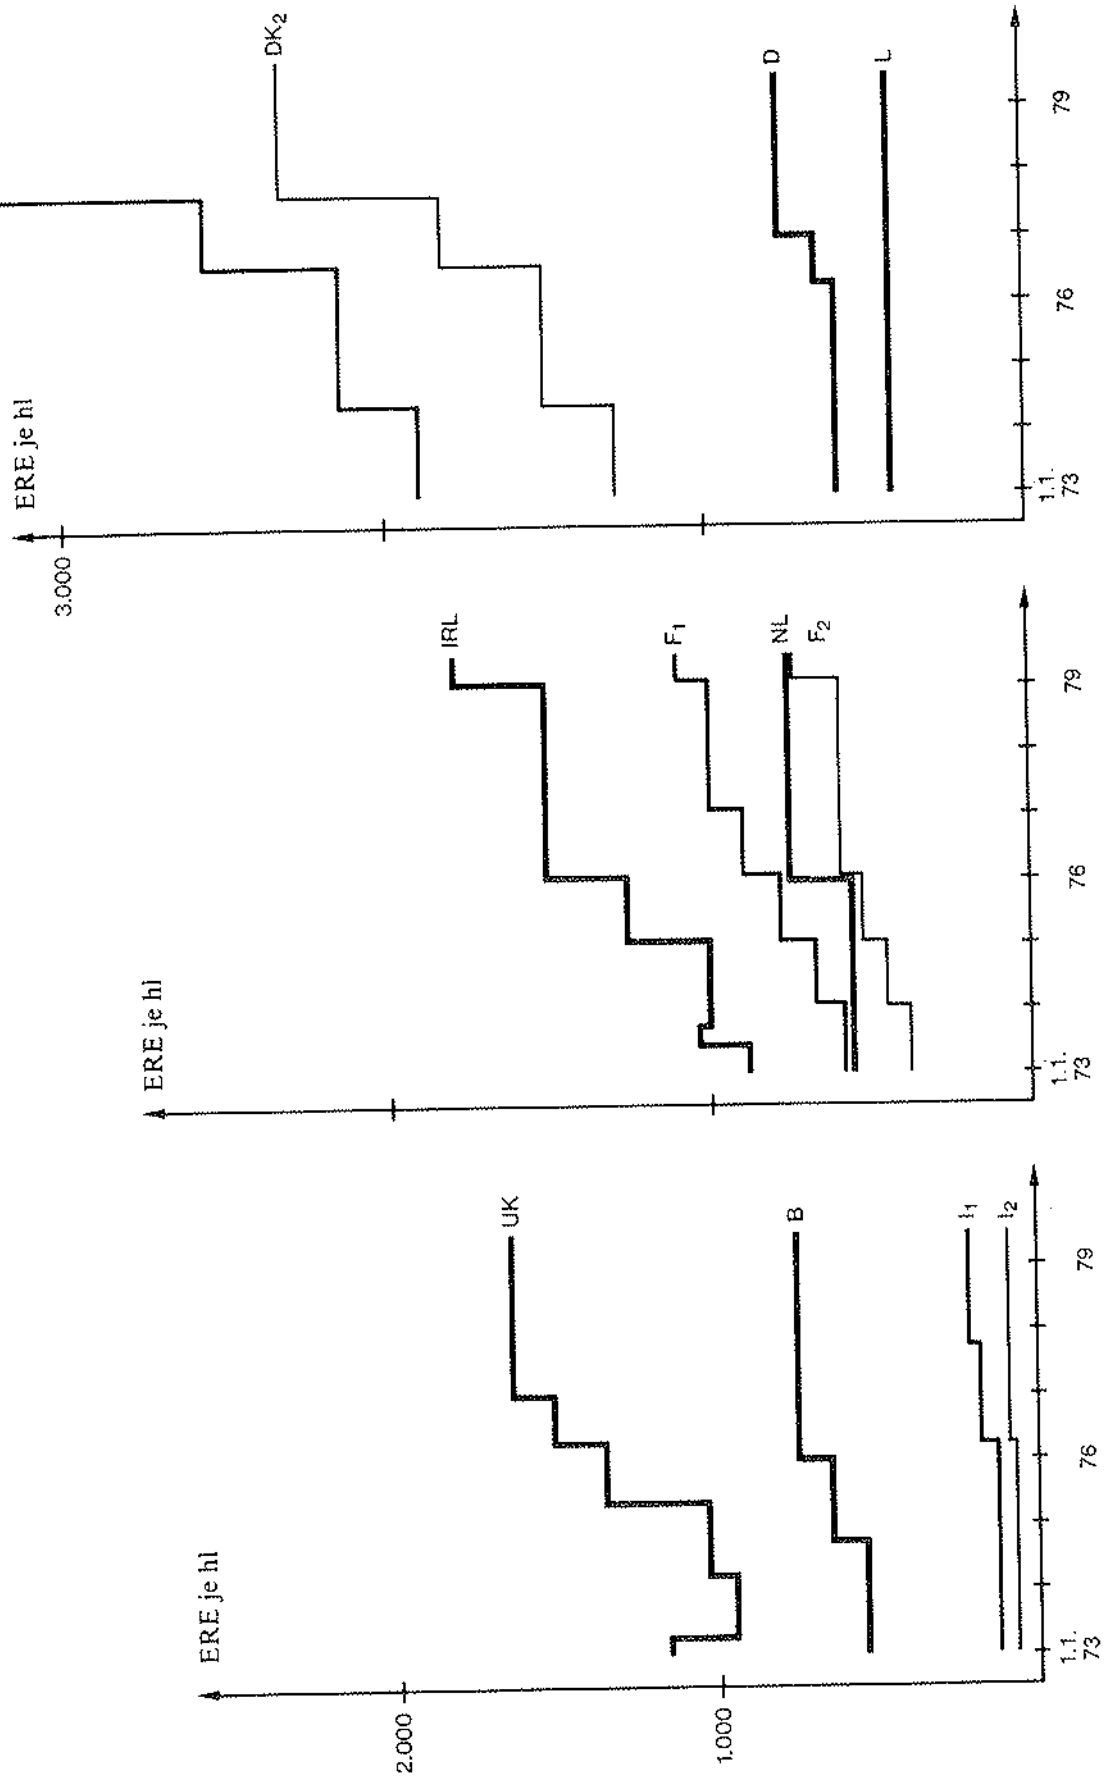 ERE je hl
2.000
1.000
UK
B
I1
I2
1.1.
73
76
79
ERE je hl
IRL
F1
NL
F2
1.1.
73
76
79
ERE je hl
3.000
DK2
D
L
1.1.
73
76
79